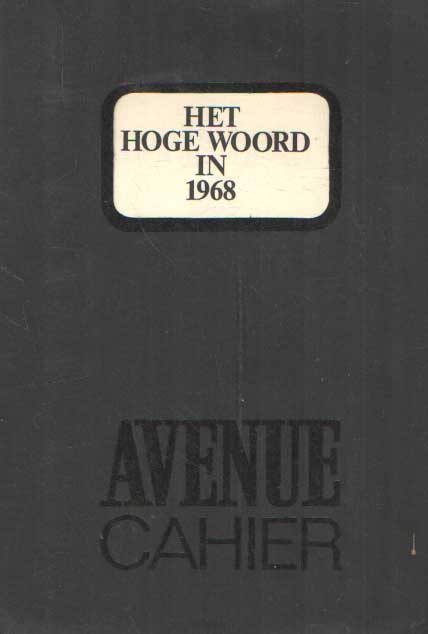 HET
HOGE WOORD
IN
1968
AVENUE
CAHIER